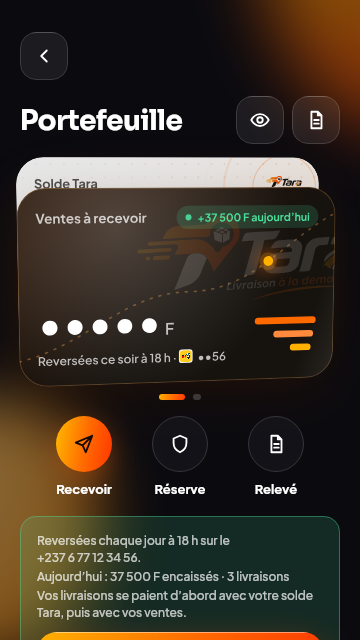 Portefeuille
Solde Tara
Tara
Ventes à recevoir
+37 500 F aujourd'hui
Tara
Livraison à la dema
F
Reversées ce soir à 18 h · ••56
Recevoir
Réserve
Relevé
Reversées chaque jour à 18 h sur le
+237 6 77 12 34 56.
Aujourd'hui : 37 500 F encaissés · 3 livraisons
Vos livraisons se paient d'abord avec votre solde
Tara, puis avec vos ventes.